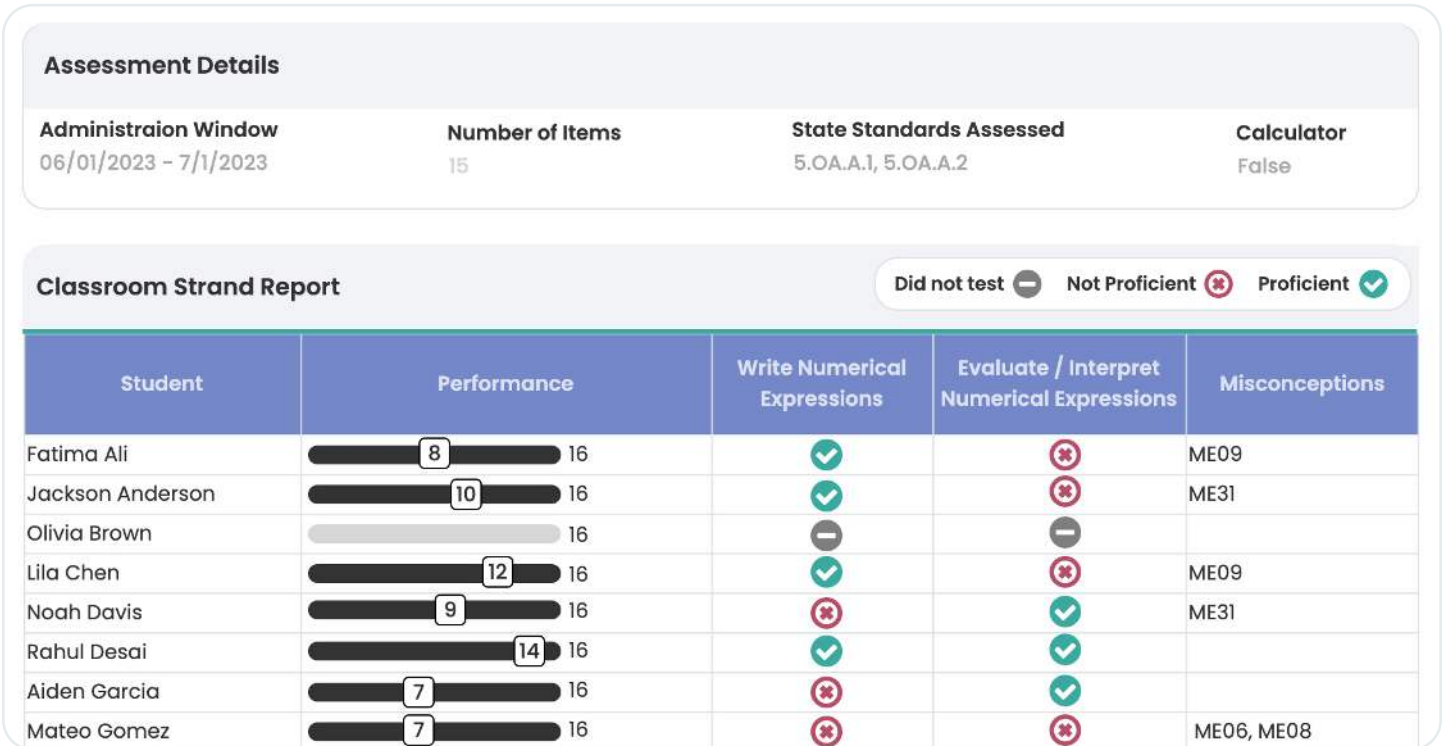 Assessment Details
Administraion Window Number of Items State Standards Assessed Calculator
06/01/2023 - 7/1/2023 15 5.OA.A.1, 5.OA.A.2 False
Classroom Strand Report Did not test Not Proficient Proficient
Student Performance Write Numerical Expressions Evaluate / Interpret Numerical Expressions Misconceptions
Fatima Ali 8 16 ME09
Jackson Anderson 10 16 ME31
Olivia Brown 16
Lila Chen 12 16 ME09
Noah Davis 9 16 ME31
Rahul Desai 14 16
Aiden Garcia 7 16
Mateo Gomez 7 16 ME06, ME08